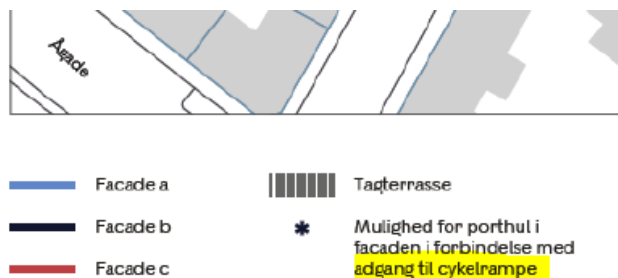 Ågade
Facade a
Facade b
Facade c
Tagterrasse
Mulighed for porthul i
facaden i forbindelse med
adgang til cykelrampe